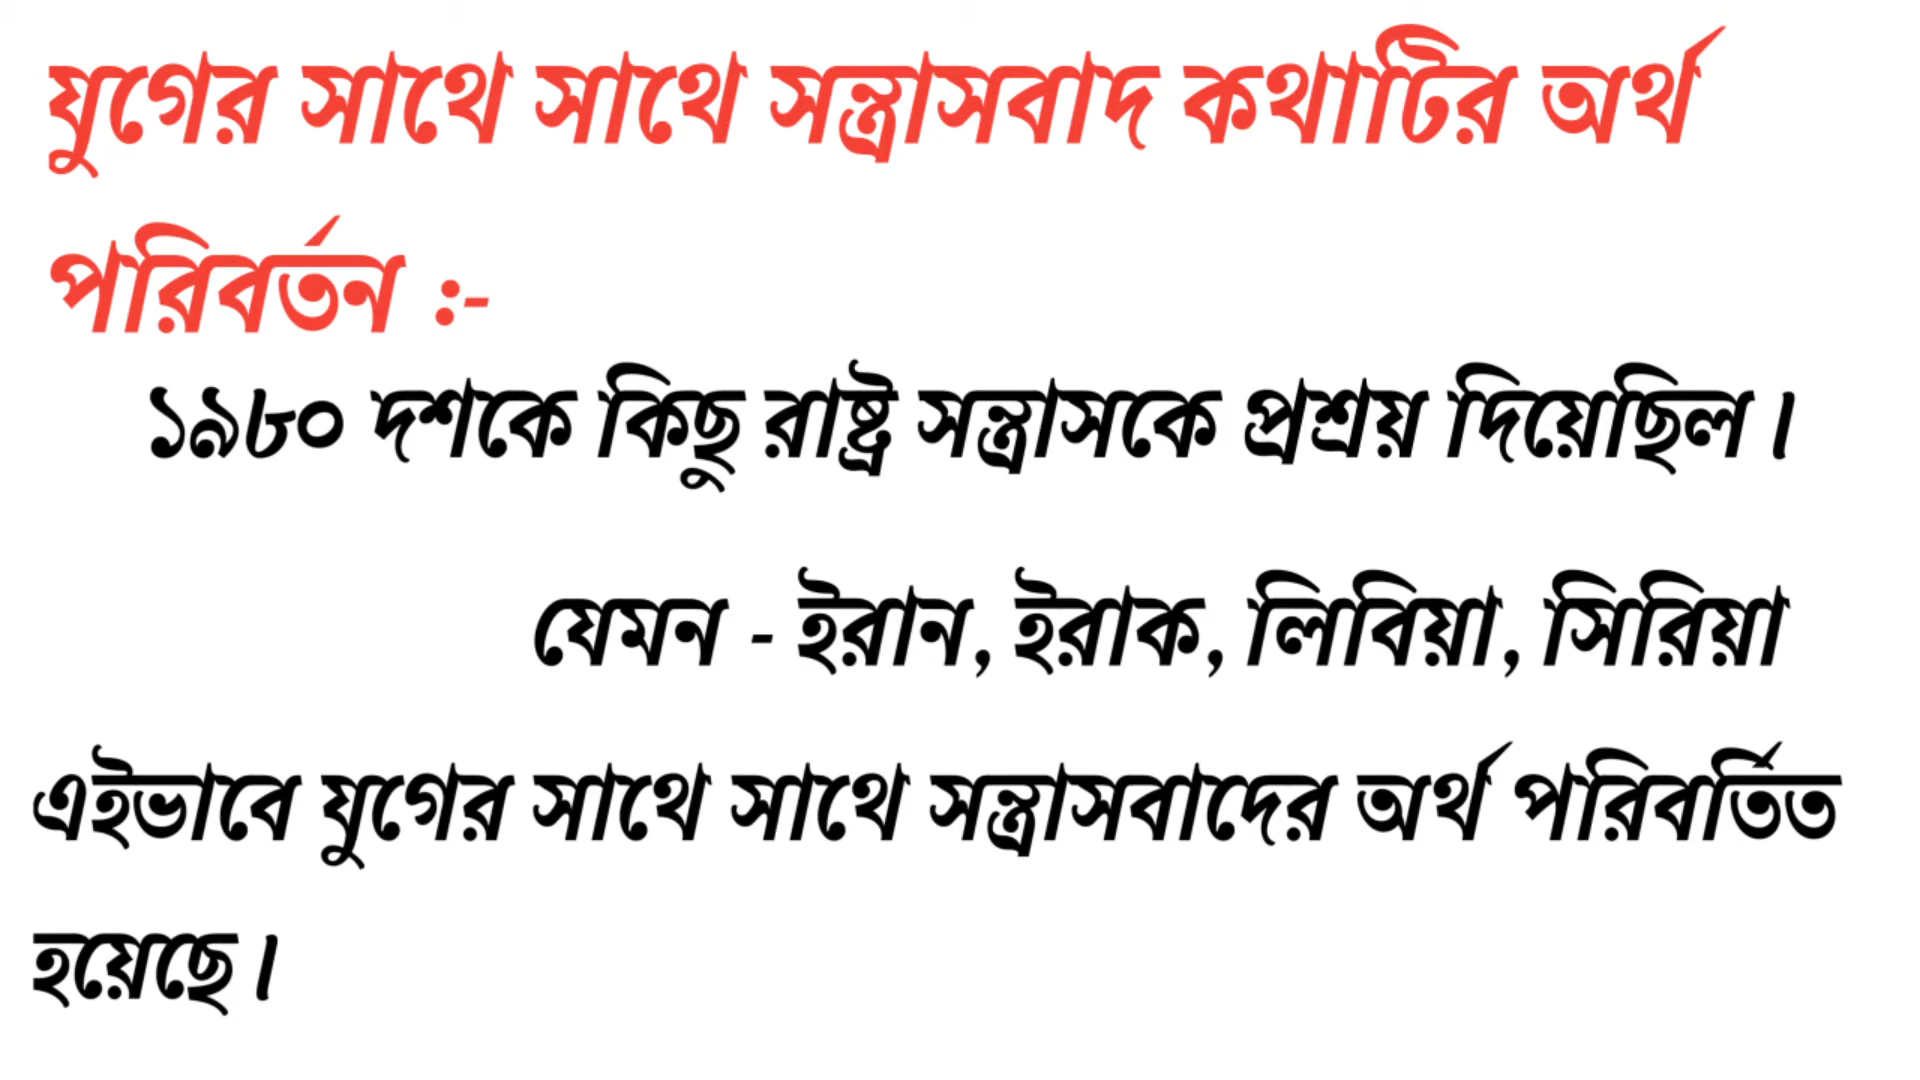 যুগের সাথে সাথে সন্ত্রাসবাদ কথাটির অর্থ
পরিবর্তন :-
১৯৮০ দশকে কিছু রাষ্ট্র সন্ত্রাসকে প্রশ্রয় দিয়েছিল।
যেমন - ইরান, ইরাক, লিবিয়া, সিরিয়া
এইভাবে যুগের সাথে সাথে সন্ত্রাসবাদের অর্থ পরিবর্তিত
হয়েছে।